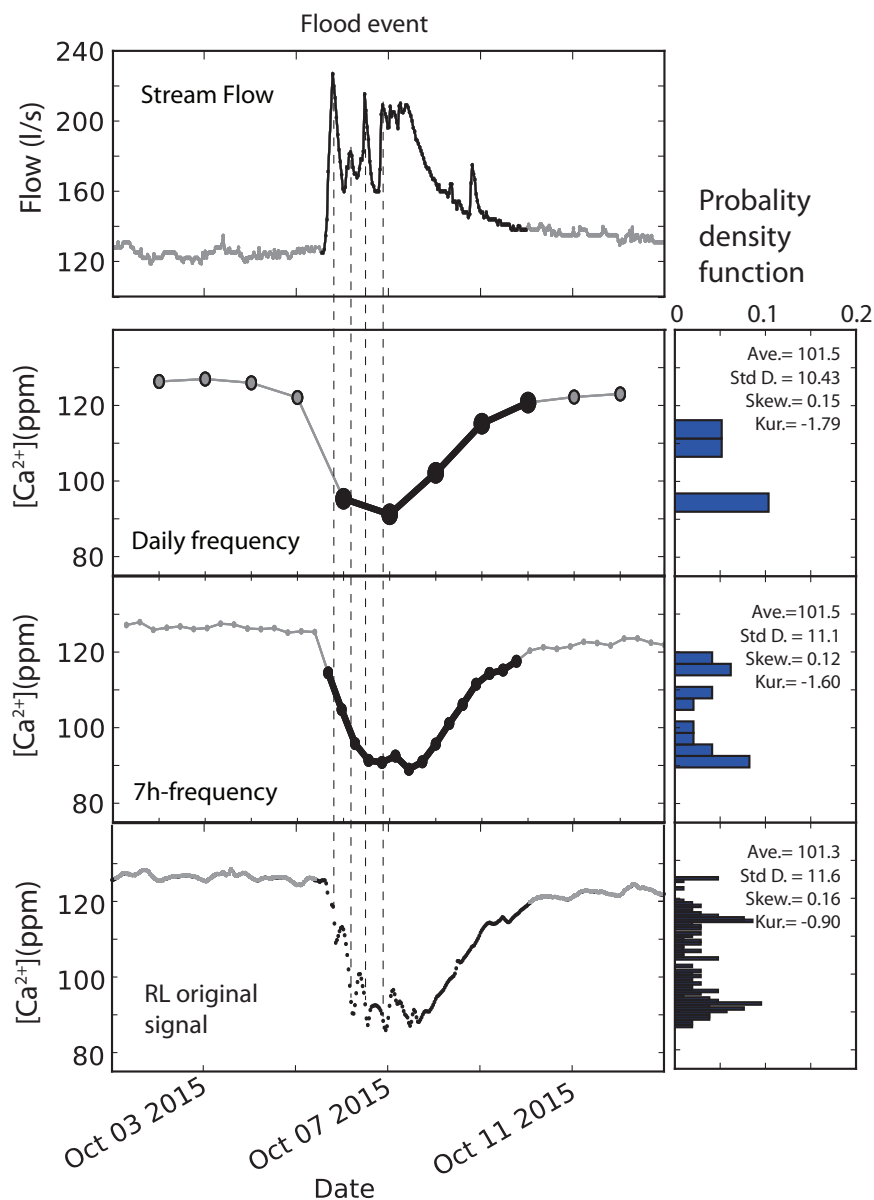 Flood event
240
200
160
120
Flow (l/s)
Stream Flow
Probality
density
function
0 0.1 0.2
120
100
80
[Ca2+](ppm)
Daily frequency
Ave.= 101.5
Std D. = 10.43
Skew.= 0.15
Kur.= -1.79
120
100
80
[Ca2+](ppm)
7h-frequency
Ave.=101.5
Std D. = 11.1
Skew.= 0.12
Kur.= -1.60
120
100
80
[Ca2+](ppm)
RL original
signal
Ave.= 101.3
Std D. = 11.6
Skew.= 0.16
Kur.= -0.90
Oct 03 2015
Oct 07 2015
Oct 11 2015
Date